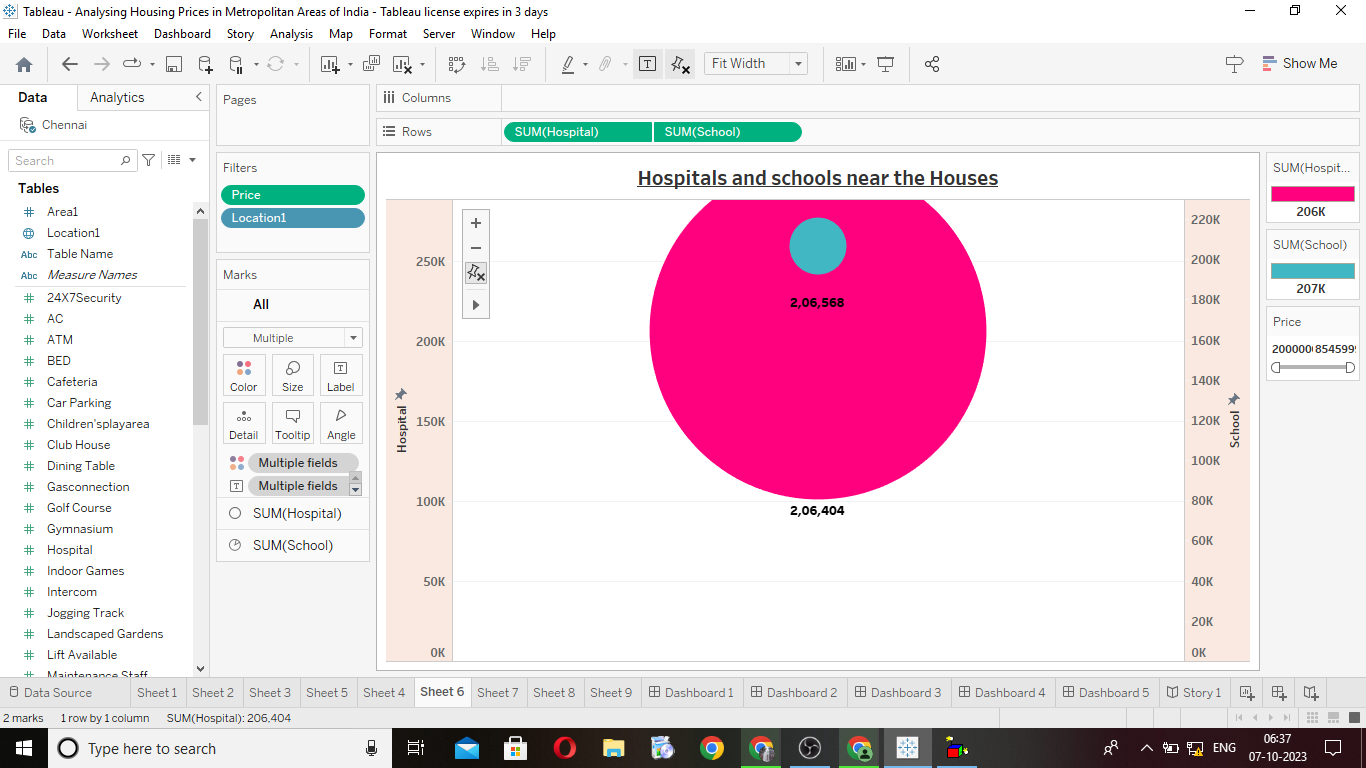 Tableau - Analysing Housing Prices in Metropolitan Areas of India - Tableau license expires in 3 days
File Data Worksheet Dashboard Story Analysis Map Format Server Window Help
Fit Width
Show Me
Data Analytics
Chennai
Search
Tables
Area1
Location1
Abc Table Name
Abc Measure Names
24X7Security
AC
ATM
BED
Cafeteria
Car Parking
Children'splayarea
Club House
Dining Table
Gasconnection
Golf Course
Gymnasium
Hospital
Indoor Games
Intercom
Jogging Track
Landscaped Gardens
Lift Available
Maintenance Staff
Pages
Filters
Price
Location1
Marks
All
Multiple
Color Size Label
Detail Tooltip Angle
Multiple fields
Multiple fields
SUM(Hospital)
SUM(School)
Columns
Rows SUM(Hospital) SUM(School)
Hospitals and schools near the Houses
Hospital
250K
200K
150K
100K
50K
0K
2,06,568
2,06,404
220K
200K
180K
160K
140K
120K
100K
80K
60K
40K
20K
0K
School
SUM(Hospit...
206K
SUM(School)
207K
Price
Data Source Sheet 1 Sheet 2 Sheet 3 Sheet 5 Sheet 4 Sheet 6 Sheet 7 Sheet 8 Sheet 9 Dashboard 1 Dashboard 2 Dashboard 3 Dashboard 4 Dashboard 5 Story 1
2 marks 1 row by 1 column SUM(Hospital): 206,404
Type here to search
ENG
06:37
07-10-2023